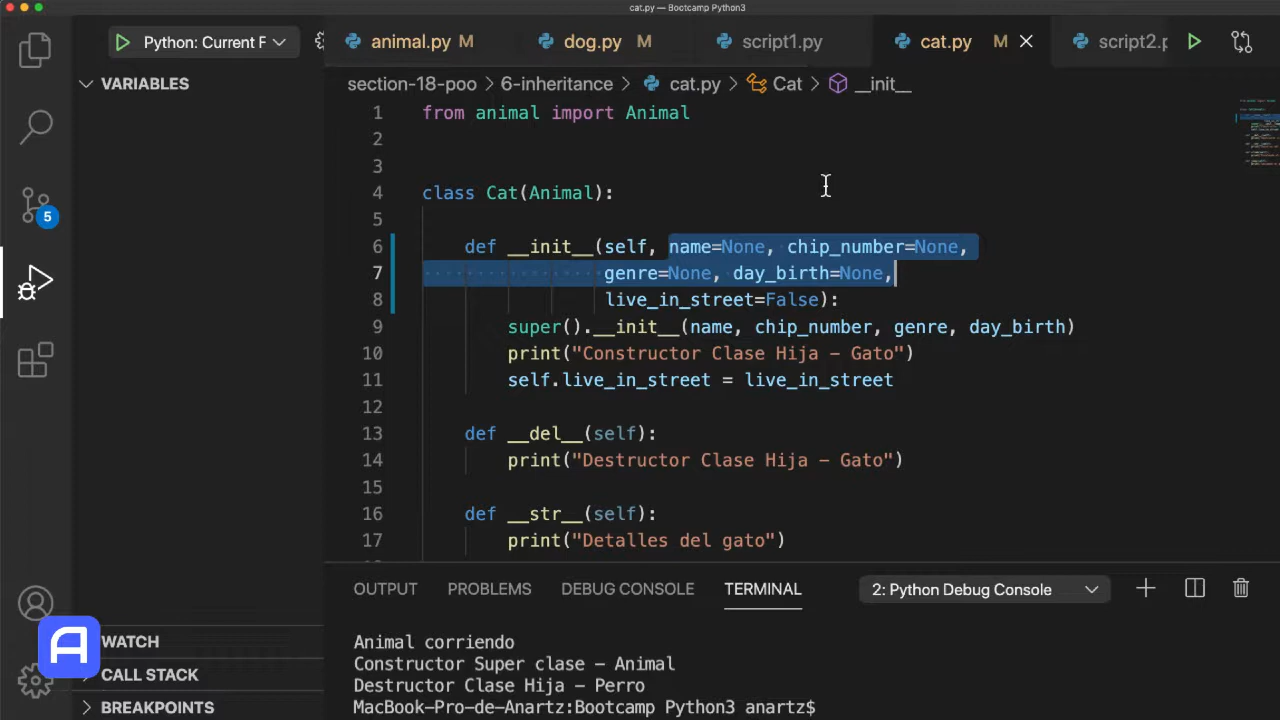 cat.py — Bootcamp Python3
Python: Current F
animal.py M
dog.py M
script1.py
cat.py M
script2.p
VARIABLES
section-18-poo > 6-inheritance > cat.py > Cat > __init__
1 from animal import Animal
2
3
4 class Cat(Animal):
5
6 def __init__(self, name=None, chip_number=None,
7 genre=None, day_birth=None,
8 live_in_street=False):
9 super().__init__(name, chip_number, genre, day_birth)
10 print("Constructor Clase Hija - Gato")
11 self.live_in_street = live_in_street
12
13 def __del__(self):
14 print("Destructor Clase Hija - Gato")
15
16 def __str__(self):
17 print("Detalles del gato")
5
OUTPUT PROBLEMS DEBUG CONSOLE TERMINAL 2: Python Debug Console
Animal corriendo
Constructor Super clase - Animal
Destructor Clase Hija - Perro
MacBook-Pro-de-Anartz:Bootcamp Python3 anartz$
WATCH
CALL STACK
BREAKPOINTS
A